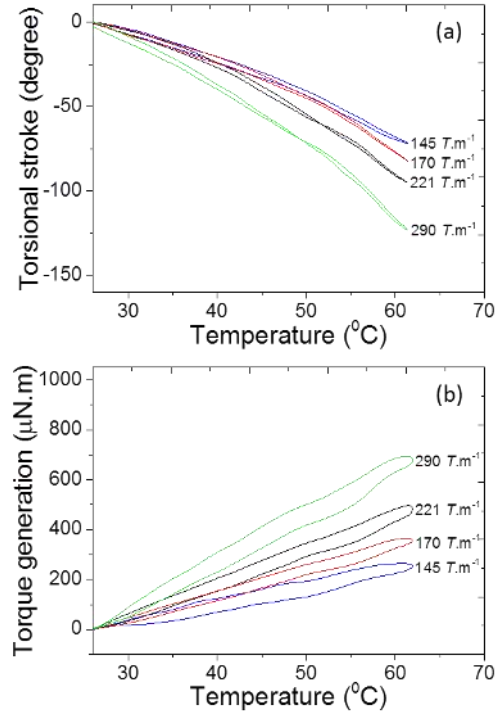 (a)
0
-50
-100
-150
Torsional stroke (degree)
145 T.m⁻¹
170 T.m⁻¹
221 T.m⁻¹
290 T.m⁻¹
30 40 50 60 70
Temperature (⁰C)
(b)
1000
800
600
400
200
0
Torque generation (μN.m)
290 T.m⁻¹
221 T.m⁻¹
170 T.m⁻¹
145 T.m⁻¹
30 40 50 60 70
Temperature (⁰C)